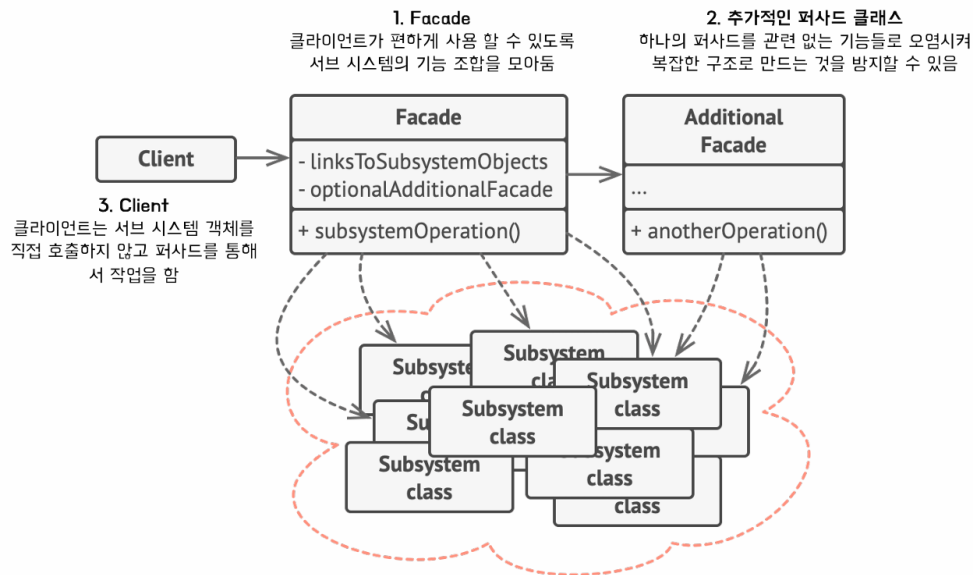 1. Facade
클라이언트가 편하게 사용 할 수 있도록
서브 시스템의 기능 조합을 모아둠
2. 추가적인 퍼사드 클래스
하나의 퍼사드를 관련 없는 기능들로 오염시켜
복잡한 구조로 만드는 것을 방지할 수 있음
Client
3. Client
클라이언트는 서브 시스템 객체를
직접 호출하지 않고 퍼사드를 통해
서 작업을 함
Facade
- linksToSubsystemObjects
- optionalAdditionalFacade
+ subsystemOperation()
Additional
Facade
...
+ anotherOperation()
Subsystem
class
Subsystem
class
Subsystem
class
Subsystem
class
Subsystem
class
class